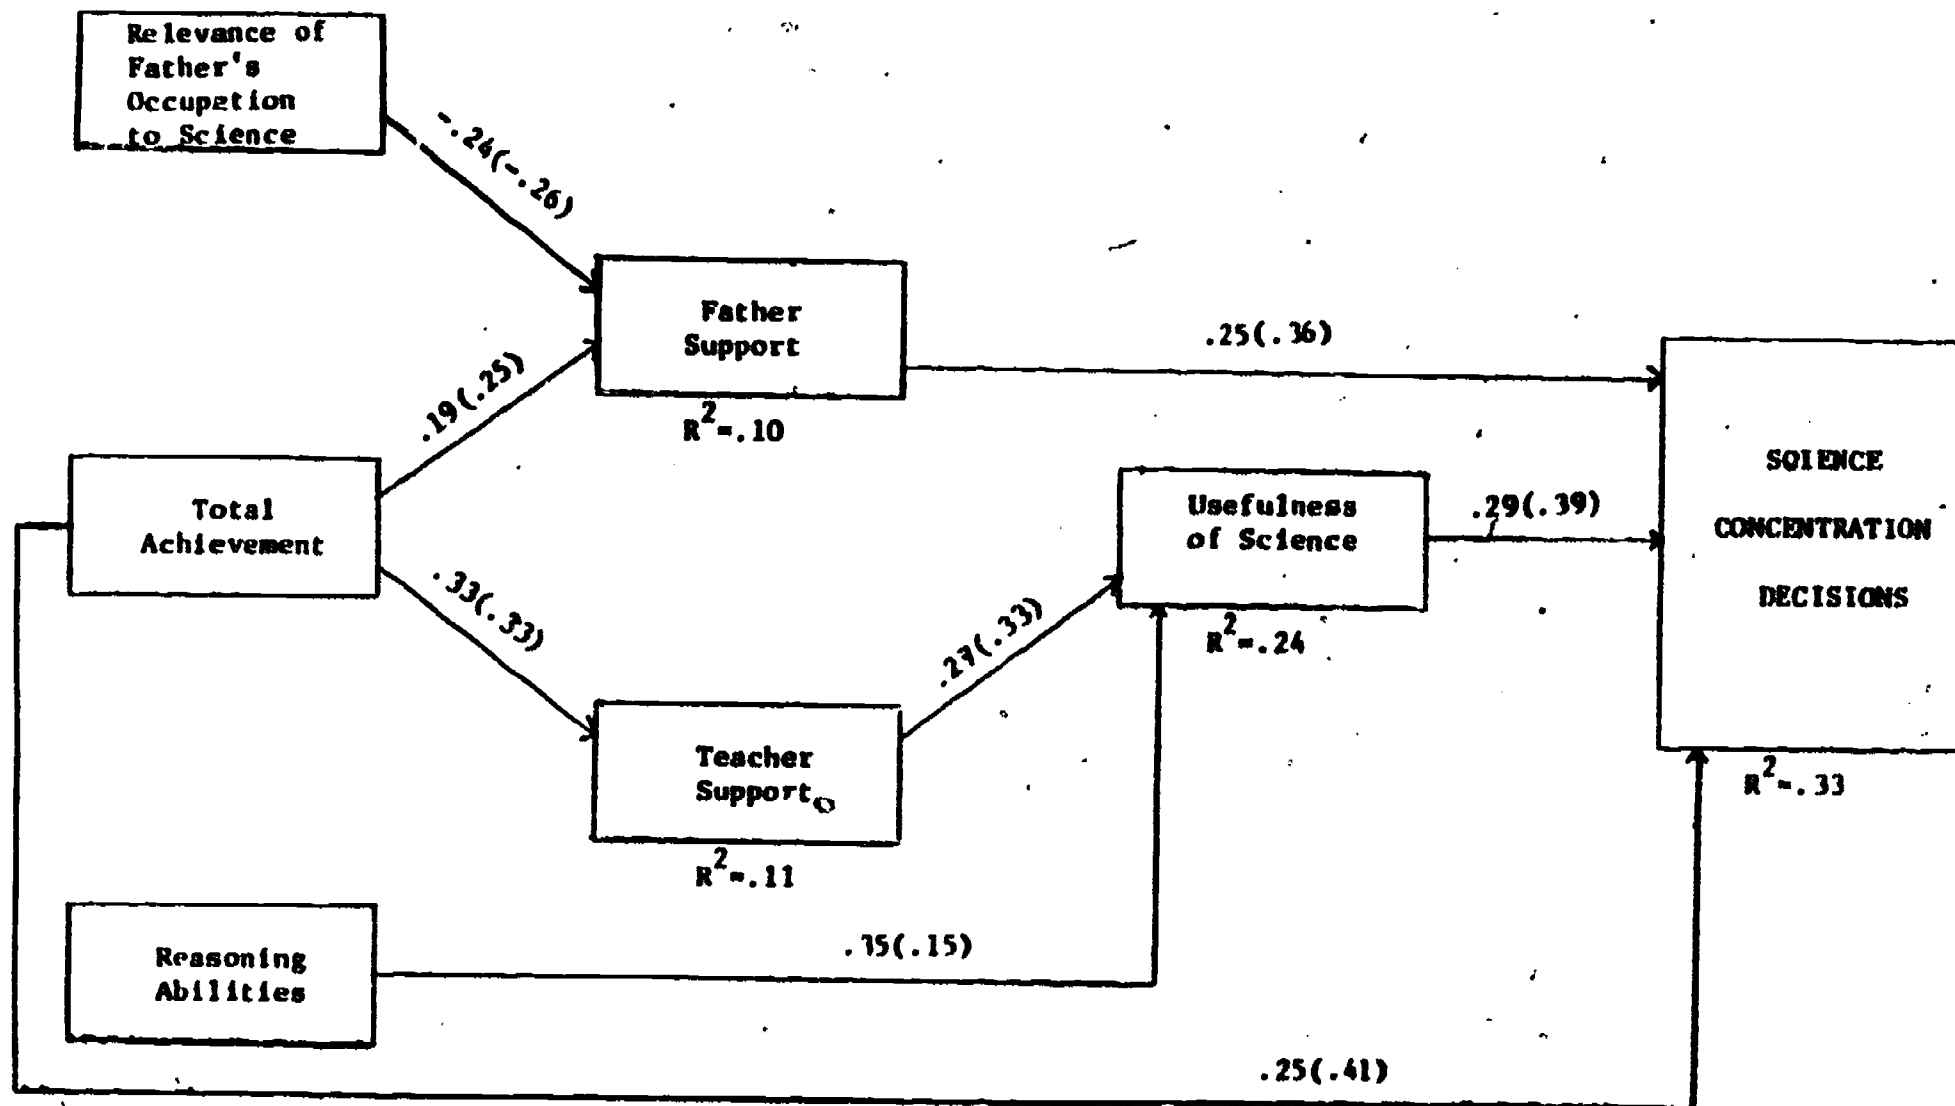 Relevance of
Father's
Occupation
to Science
-.24(-.26)
Father
Support
R²=.10
.25(.36)
.19(.25)
Total
Achievement
Usefulness
of Science
R²=.24
.29(.39)
SCIENCE
CONCENTRATION
DECISIONS
R²=.33
.33(.33)
.27(.33)
Teacher
Support
R²=.11
Reasoning
Abilities
(.15)
.25(.41)